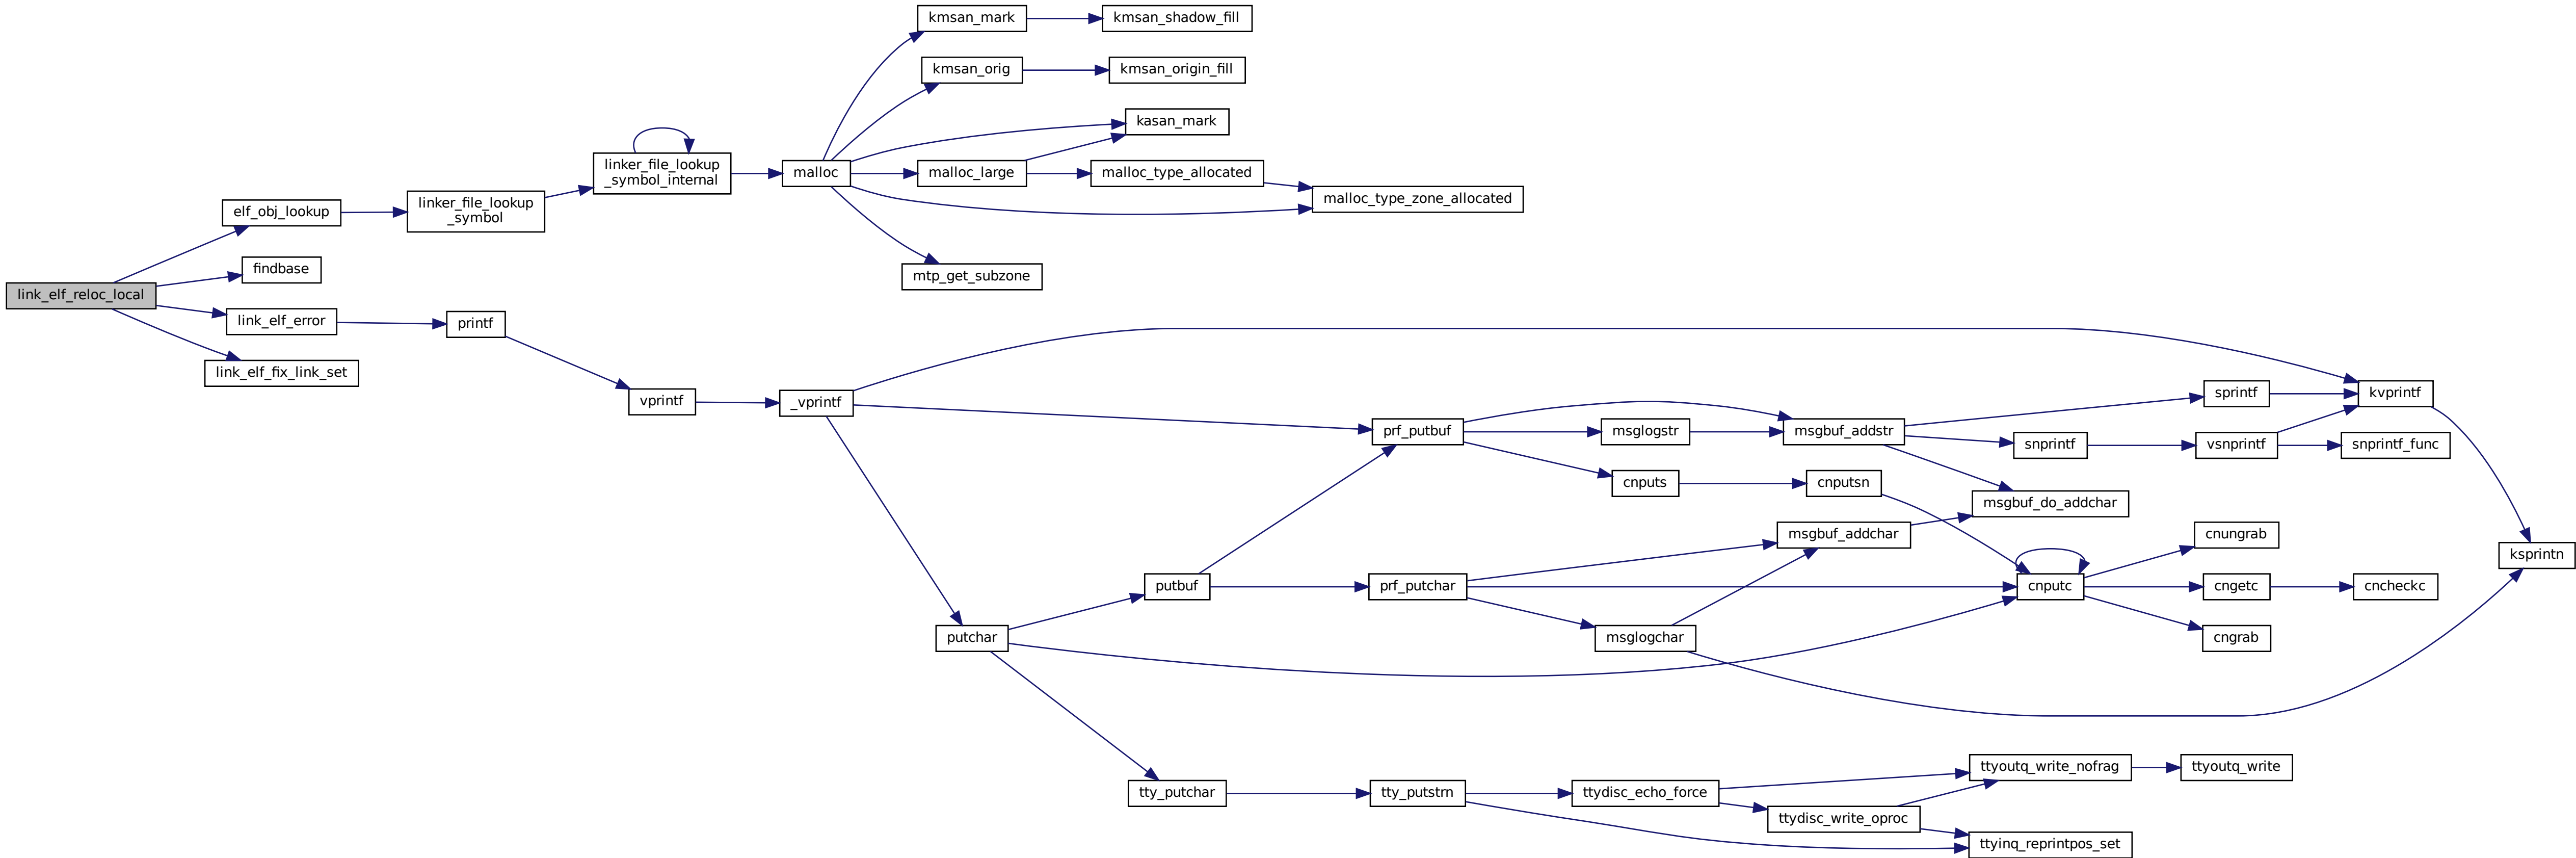 link_elf_reloc_local
elf_obj_lookup
linker_file_lookup
_symbol
linker_file_lookup
_symbol_internal
malloc
kmsan_mark
kmsan_shadow_fill
kmsan_orig
kmsan_origin_fill
kasan_mark
malloc_large
malloc_type_allocated
malloc_type_zone_allocated
mtp_get_subzone
findbase
link_elf_error
printf
link_elf_fix_link_set
vprintf
_vprintf
kvprintf
prf_putbuf
msglogstr
msgbuf_addstr
sprintf
snprintf
vsnprintf
snprintf_func
cnputs
cnputsn
msgbuf_do_addchar
msgbuf_addchar
cnungrab
ksprintn
putbuf
prf_putchar
cnputc
cngetc
cncheckc
putchar
msglogchar
cngrab
tty_putchar
tty_putstrn
ttydisc_echo_force
ttyoutq_write_nofrag
ttyoutq_write
ttydisc_write_oproc
ttyinq_reprintpos_set